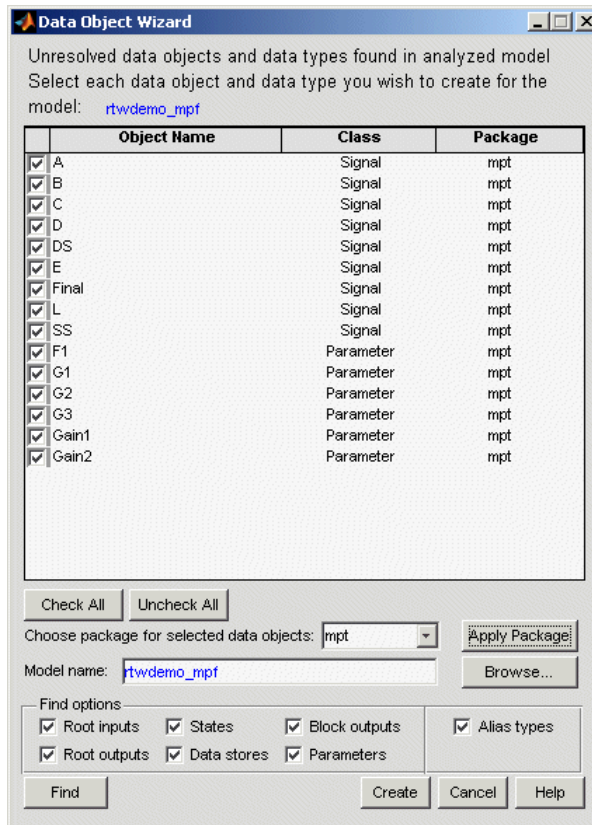 Data Object Wizard
Unresolved data objects and data types found in analyzed model
Select each data object and data type you wish to create for the
model: rtwdemo_mpf
Object Name Class Package
A Signal mpt
B Signal mpt
C Signal mpt
D Signal mpt
DS Signal mpt
E Signal mpt
Final Signal mpt
L Signal mpt
SS Signal mpt
F1 Parameter mpt
G1 Parameter mpt
G2 Parameter mpt
G3 Parameter mpt
Gain1 Parameter mpt
Gain2 Parameter mpt
Check All Uncheck All
Choose package for selected data objects: mpt Apply Package
Model name: rtwdemo_mpf Browse...
Find options
Root inputs States Block outputs Alias types
Root outputs Data stores Parameters
Find Create Cancel Help